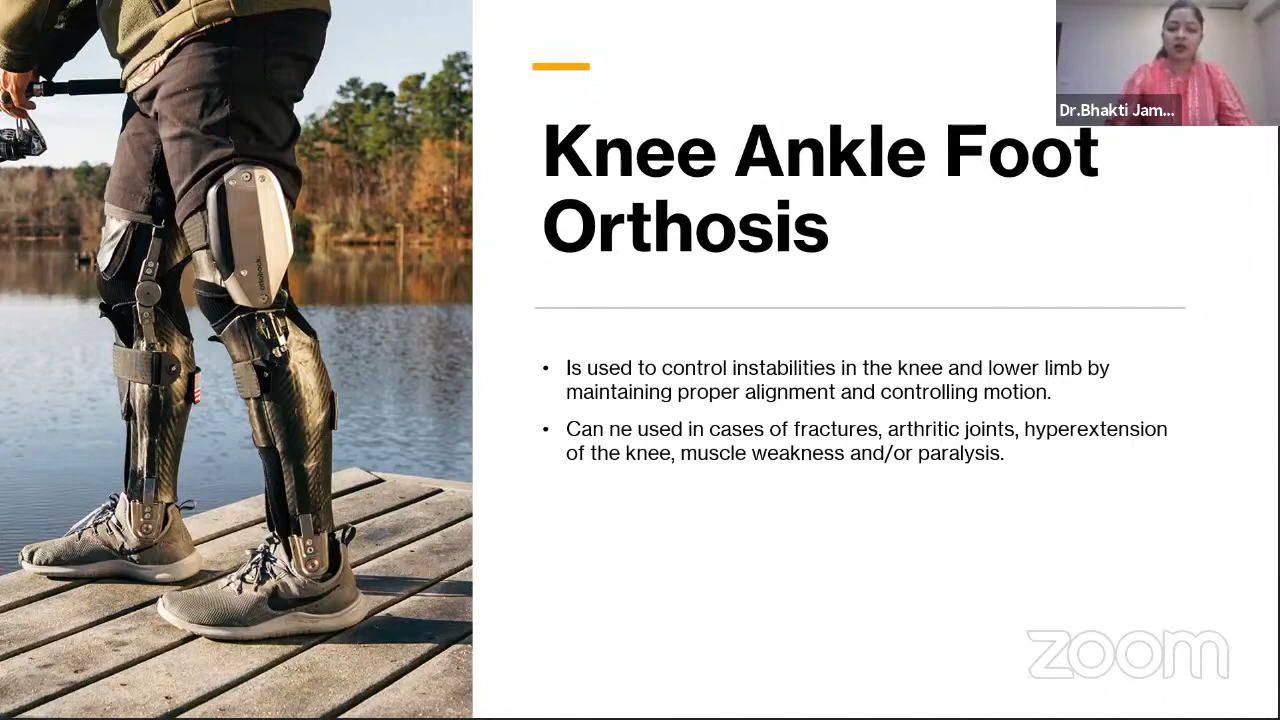 Dr.Bhakti Jam...
Knee Ankle Foot
Orthosis
• Is used to control instabilities in the knee and lower limb by
maintaining proper alignment and controlling motion.
• Can ne used in cases of fractures, arthritic joints, hyperextension
of the knee, muscle weakness and/or paralysis.
ottobock.
zoom